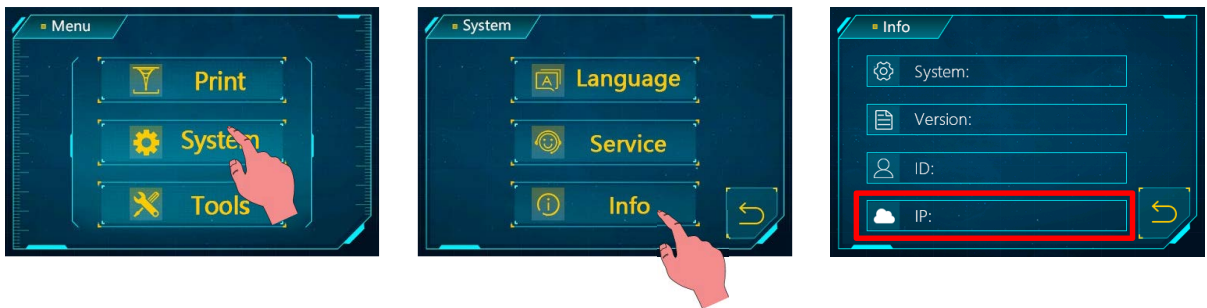 Menu
Print
System
Tools
System
Language
A
Service
Info
Info
System:
Version:
ID:
IP: